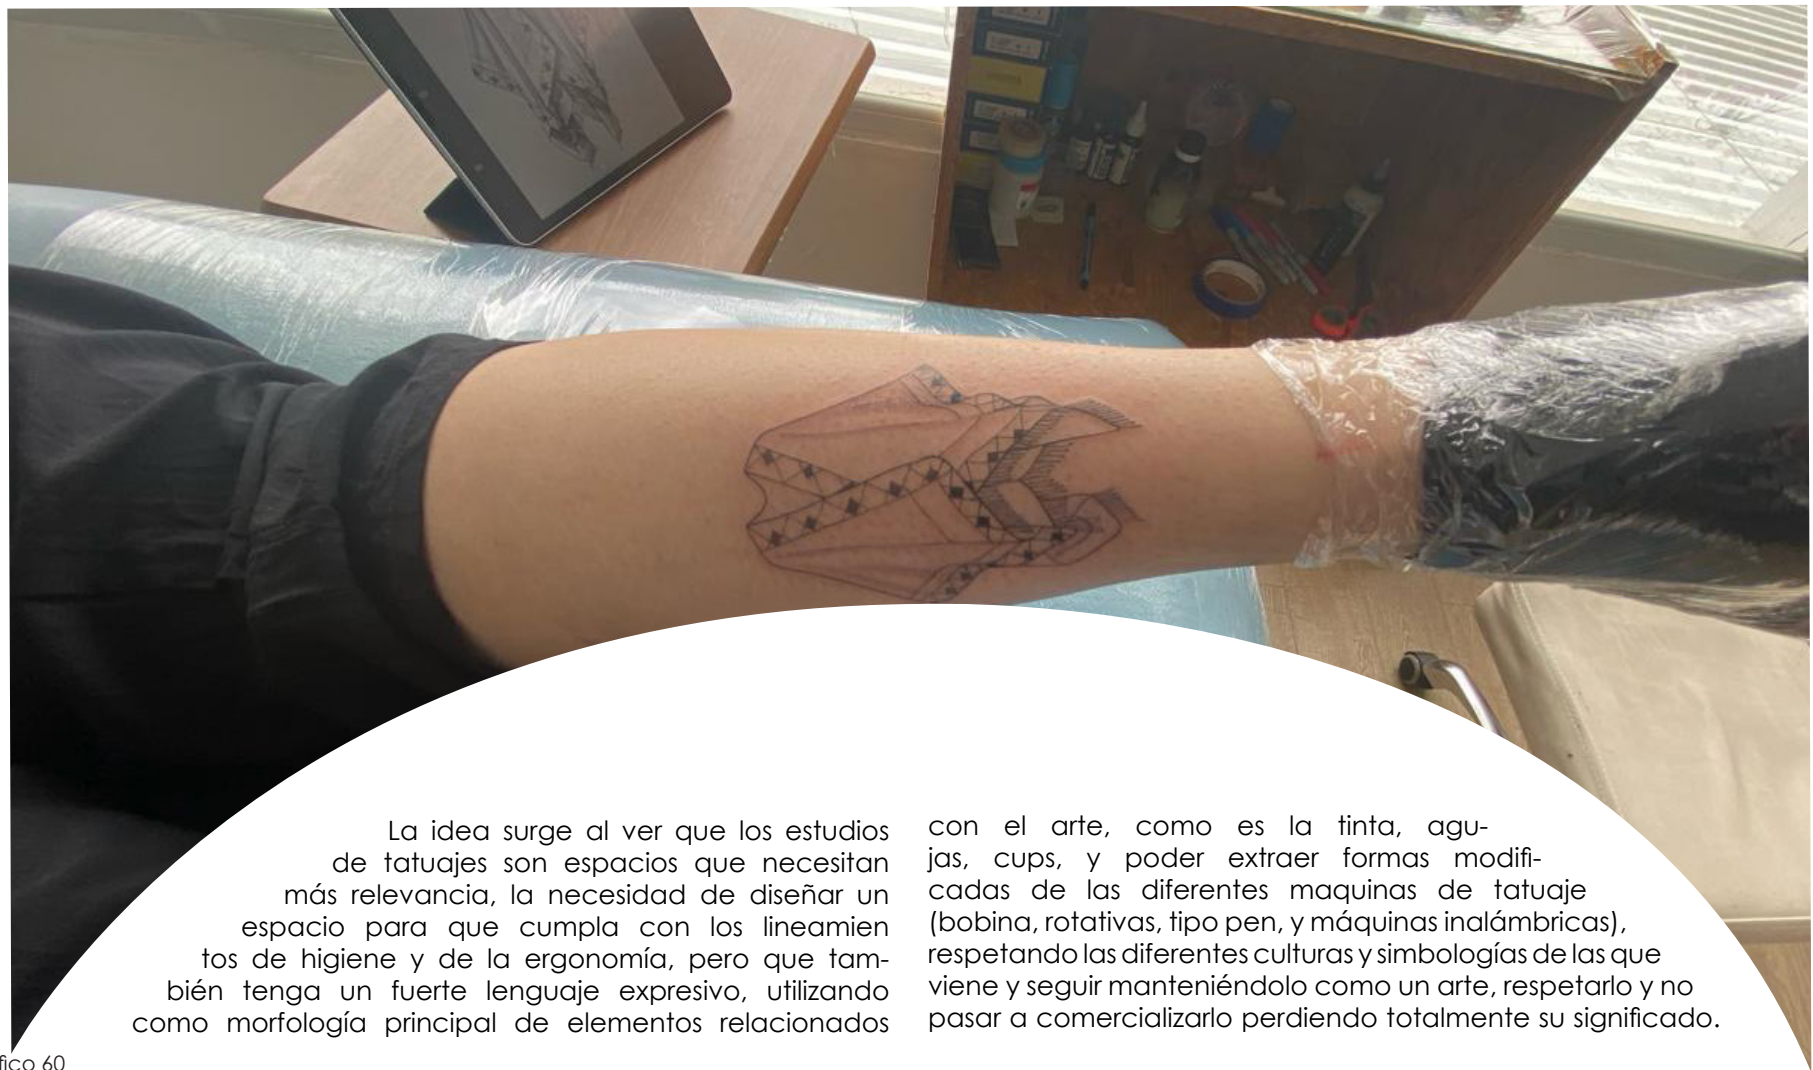 La idea surge al ver que los estudios
de tatuajes son espacios que necesitan
más relevancia, la necesidad de diseñar un
espacio para que cumpla con los lineamien
tos de higiene y de la ergonomía, pero que tam-
bién tenga un fuerte lenguaje expresivo, utilizando
como morfología principal de elementos relacionados
con el arte, como es la tinta, agu-
jas, cups, y poder extraer formas modifi-
cadas de las diferentes maquinas de tatuaje
(bobina, rotativas, tipo pen, y máquinas inalámbricas),
respetando las diferentes culturas y simbologías de las que
viene y seguir manteniéndolo como un arte, respetarlo y no
pasar a comercializarlo perdiendo totalmente su significado.
fico 60